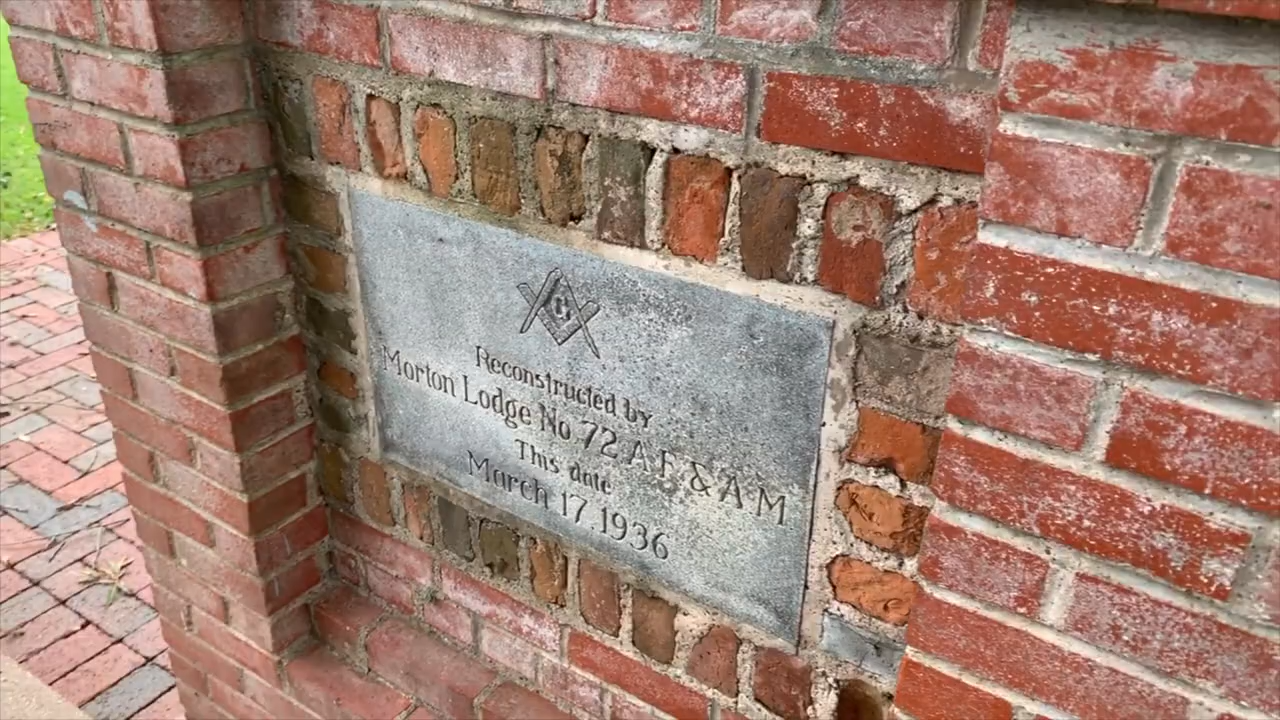 G
Reconstructed by
Morton Lodge No 72 A F & A M
This date
March 17, 1936